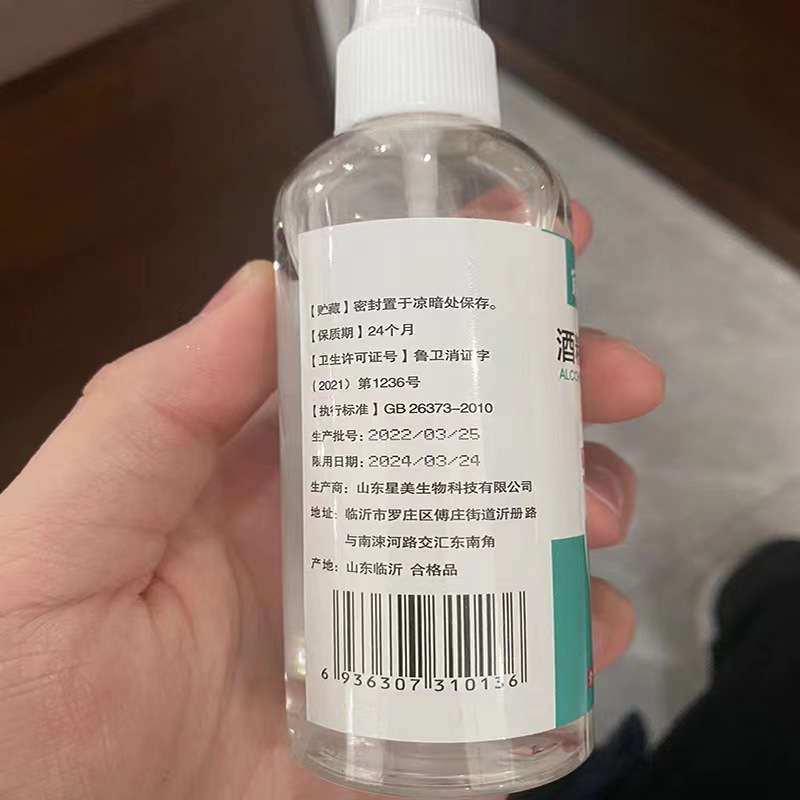 【贮藏】密封置于凉暗处保存。
【保质期】24个月
【卫生许可证号】鲁卫消证字
（2021）第1236号
【执行标准】GB 26373-2010
生产批号：2022/03/25
限用日期：2024/03/24
生产商：山东星美生物科技有限公司
地址：临沂市罗庄区傅庄街道沂册路
与南涑河路交汇东南角
产地：山东临沂 合格品
6 936307 310136
酒